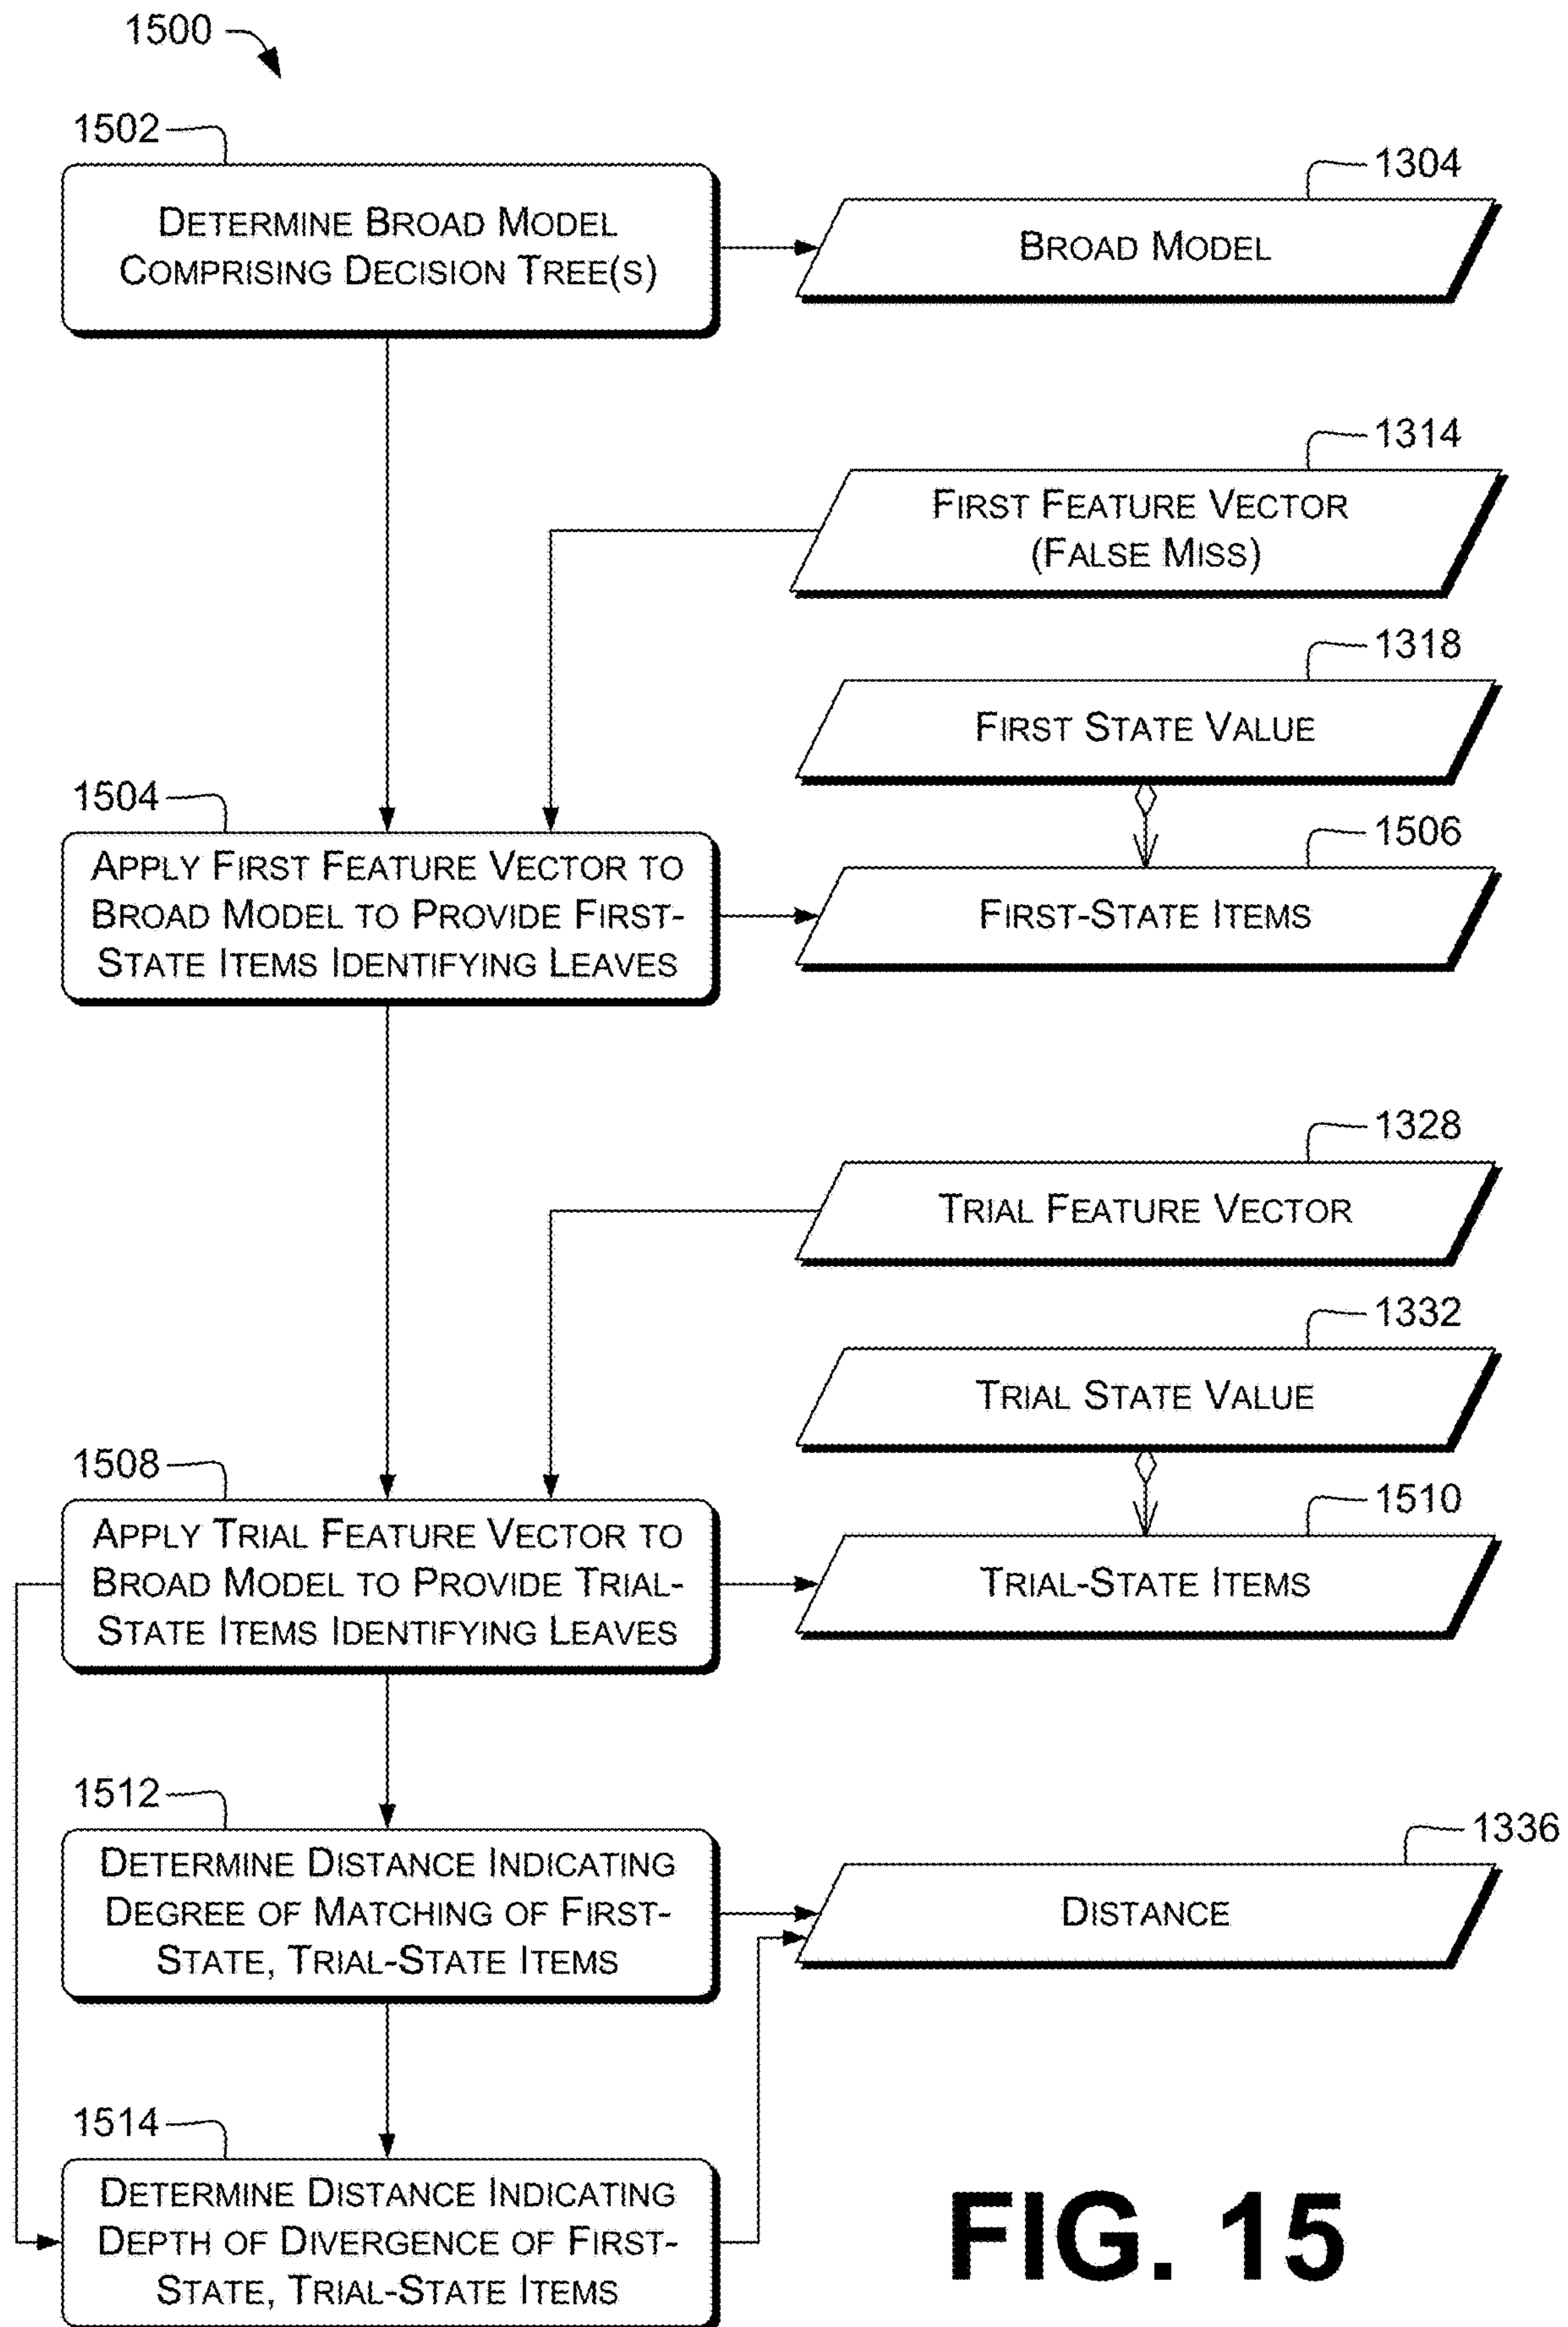 1500
1502
DETERMINE BROAD MODEL
COMPRISING DECISION TREE(S)
1304
BROAD MODEL
1314
FIRST FEATURE VECTOR
(FALSE MISS)
1318
FIRST STATE VALUE
1504
APPLY FIRST FEATURE VECTOR TO
BROAD MODEL TO PROVIDE FIRST-
STATE ITEMS IDENTIFYING LEAVES
1506
FIRST-STATE ITEMS
1328
TRIAL FEATURE VECTOR
1332
TRIAL STATE VALUE
1508
APPLY TRIAL FEATURE VECTOR TO
BROAD MODEL TO PROVIDE TRIAL-
STATE ITEMS IDENTIFYING LEAVES
1510
TRIAL-STATE ITEMS
1512
DETERMINE DISTANCE INDICATING
DEGREE OF MATCHING OF FIRST-
STATE, TRIAL-STATE ITEMS
1336
DISTANCE
1514
DETERMINE DISTANCE INDICATING
DEPTH OF DIVERGENCE OF FIRST-
STATE, TRIAL-STATE ITEMS
FIG. 15